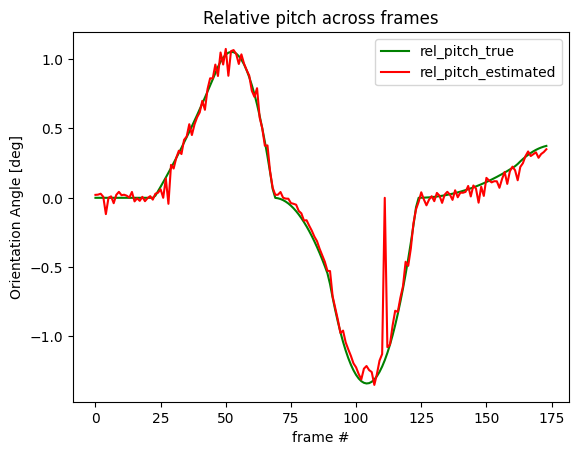 Relative pitch across frames
rel_pitch_true
rel_pitch_estimated
Orientation Angle [deg]
1.0
0.5
0.0
−0.5
−1.0
0 25 50 75 100 125 150 175
frame #